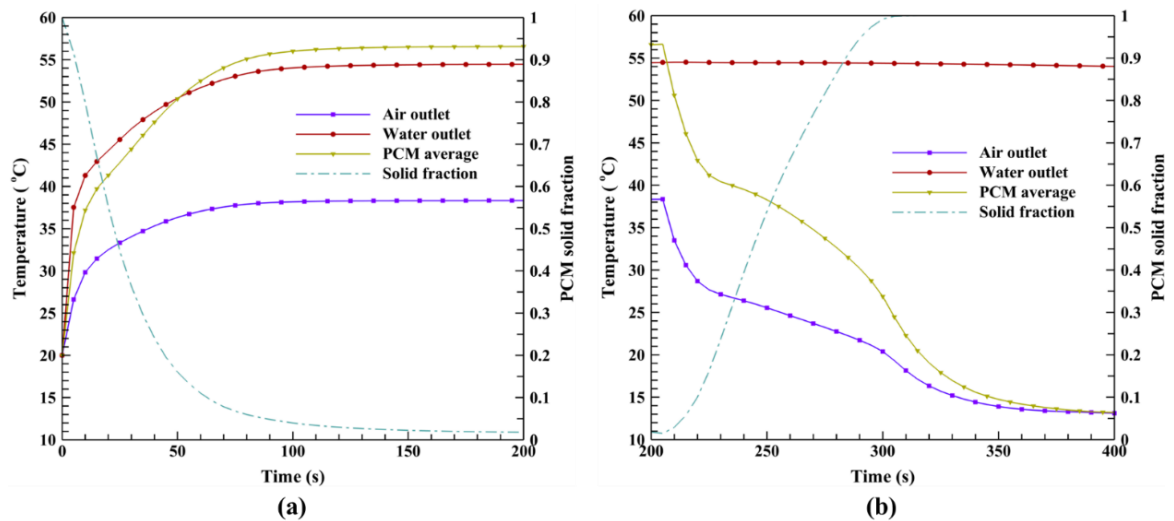 60
55
50
45
40
35
30
25
20
15
10
Temperature ( °C)
1
0.9
0.8
0.7
0.6
0.5
0.4
0.3
0.2
0.1
0
PCM solid fraction
Air outlet
Water outlet
PCM average
Solid fraction
0 50 100 150 200
Time (s)
(a)
60
55
50
45
40
35
30
25
20
15
10
Temperature ( °C)
1
0.9
0.8
0.7
0.6
0.5
0.4
0.3
0.2
0.1
0
PCM solid fraction
Air outlet
Water outlet
PCM average
Solid fraction
200 250 300 350 400
Time (s)
(b)